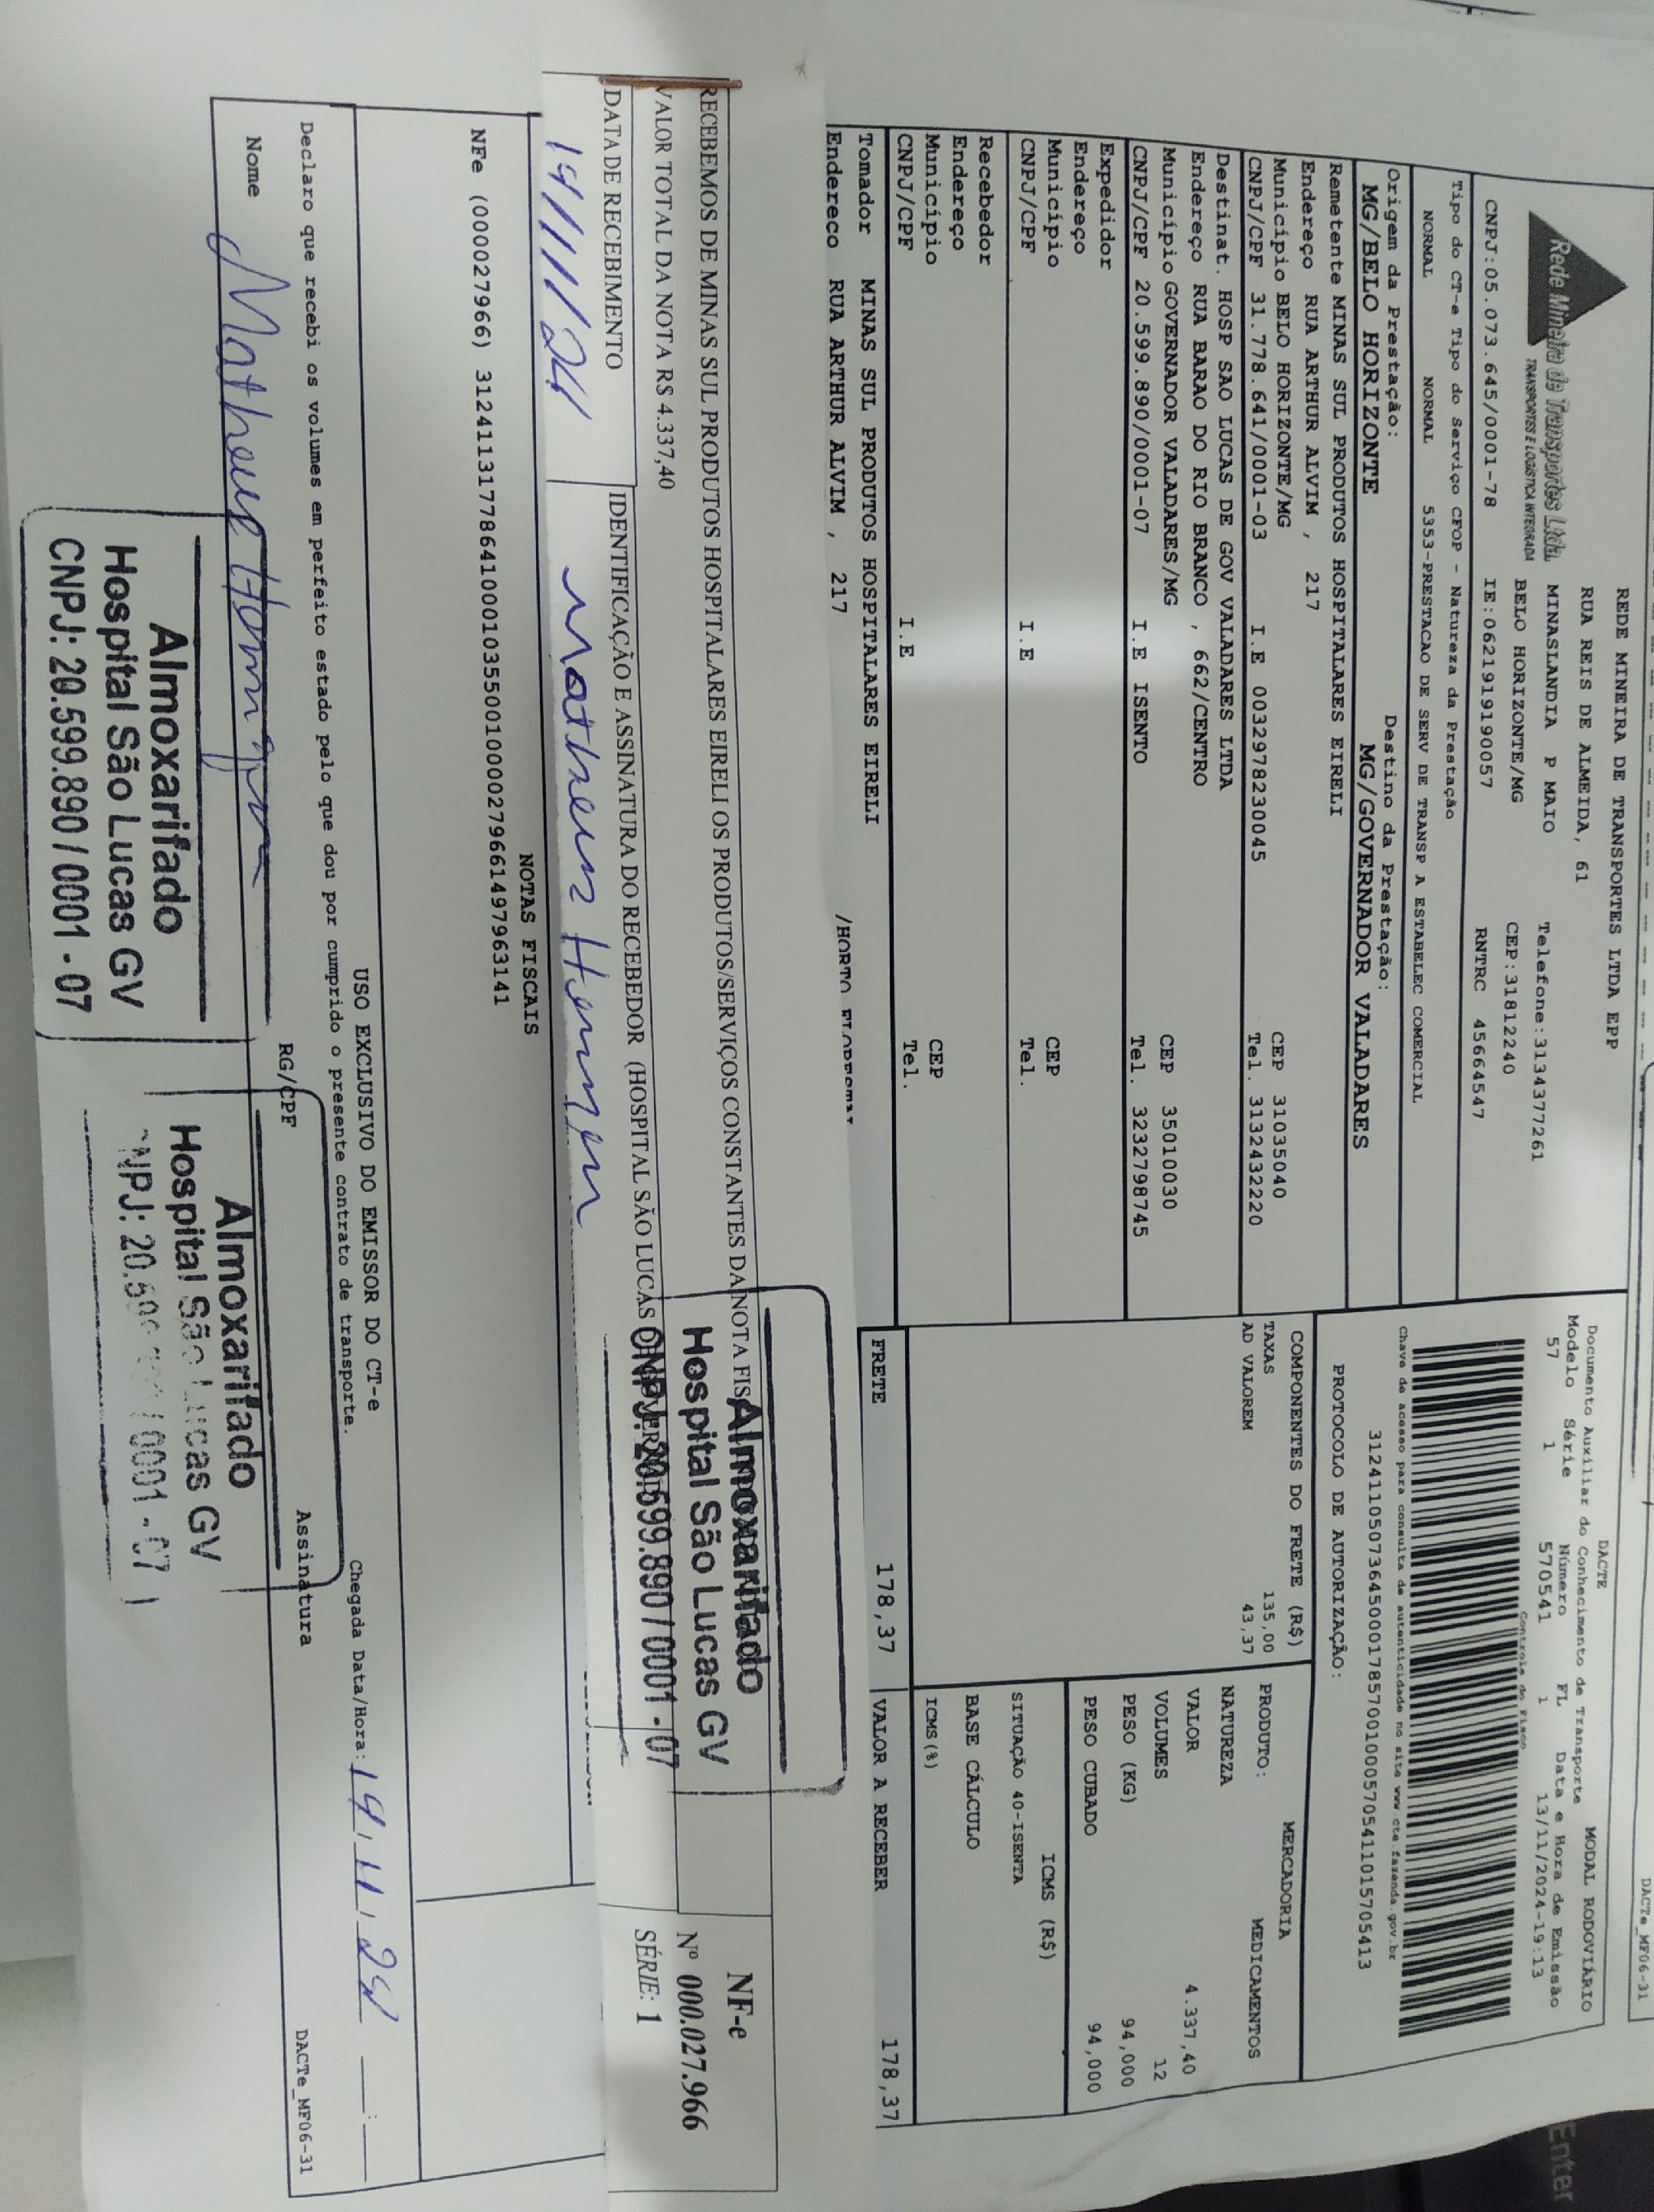 DACTe_MF06-31
REDE MINEIRA DE TRANSPORTES LTDA EPP
RUA REIS DE ALMEIDA, 61
MINASLANDIA P MAIO Telefone:3134377261
BELO HORIZONTE/MG CEP:31812240
Rede Mineira de Transportes Ltda.
TRANSPORTES E LOGÍSTICA INTEGRADA
CNPJ:05.073.645/0001-78 IE:0621919190057 RNTRC 45664547
Tipo do CT-e Tipo do Serviço CFOP - Natureza da Prestação
NORMAL NORMAL 5353-PRESTACAO DE SERV DE TRANSP A ESTABELEC COMERCIAL
Origem da Prestação: Destino da Prestação:
MG/BELO HORIZONTE MG/GOVERNADOR VALADARES
DACTE MODAL RODOVIÁRIO
Documento Auxiliar do Conhecimento de Transporte
Modelo Série Número FL Data e Hora de Emissão
57 1 570541 1 13/11/2024-19:13
Controle do Fisco
Chave de acesso para consulta de autenticidade no site www.cte.fazenda.gov.br
31241105073645000178570010005705411015705413
PROTOCOLO DE AUTORIZAÇÃO:
Remetente MINAS SUL PRODUTOS HOSPITALARES EIRELI
Endereço RUA ARTHUR ALVIM , 217
Município BELO HORIZONTE/MG CEP 31035040
CNPJ/CPF 31.778.641/0001-03 I.E 0032978230045 Tel. 3132432220
Destinat. HOSP SAO LUCAS DE GOV VALADARES LTDA
Endereço RUA BARAO DO RIO BRANCO , 662/CENTRO
Município GOVERNADOR VALADARES/MG CEP 35010030
CNPJ/CPF 20.599.890/0001-07 I.E ISENTO Tel. 3232798745
Expedidor
Endereço
Município CEP
CNPJ/CPF I.E Tel.
Recebedor
Endereço
Município CEP
CNPJ/CPF I.E Tel.
Tomador MINAS SUL PRODUTOS HOSPITALARES EIRELI
Endereco RUA ARTHUR ALVIM , 217 /HORTO FLORESTAL
COMPONENTES DO FRETE (R$)
TAXAS 135,00
AD VALOREM 43,37
MERCADORIA
PRODUTO: MEDICAMENTOS
NATUREZA
VALOR 4.337,40
VOLUMES 12
PESO (KG) 94,000
PESO CUBADO 94,000
ICMS (R$)
SITUAÇÃO 40-ISENTA
BASE CÁLCULO
ICMS(%)
FRETE 178,37 VALOR A RECEBER 178,37
RECEBEMOS DE MINAS SUL PRODUTOS HOSPITALARES EIRELI OS PRODUTOS/SERVIÇOS CONSTANTES DA NOTA FIS
VALOR TOTAL DA NOTA R$ 4.337,40
DATA DE RECEBIMENTO IDENTIFICAÇÃO E ASSINATURA DO RECEBEDOR (HOSPITAL SÃO LUCAS
14/11/24 Matheus
NF-e
Nº 000.027.966
SÉRIE: 1
Almoxarifado
Hospital São Lucas GV
CNPJ: 20.599.890/0001-07
NOTAS FISCAIS
NFe (000027966) 31241131778641000103550010000279661497963141
USO EXCLUSIVO DO EMISSOR DO CT-e
Declaro que recebi os volumes em perfeito estado pelo que dou por cumprido o presente contrato de transporte. Chegada Data/Hora: 14/11/24 __:__
Nome Matheus RG/CPF Assinatura
DACTe_MF06-31
Almoxarifado
Hospital São Lucas GV
CNPJ: 20.599.890/0001-07
Almoxarifado
Hospital São Lucas GV
Enter